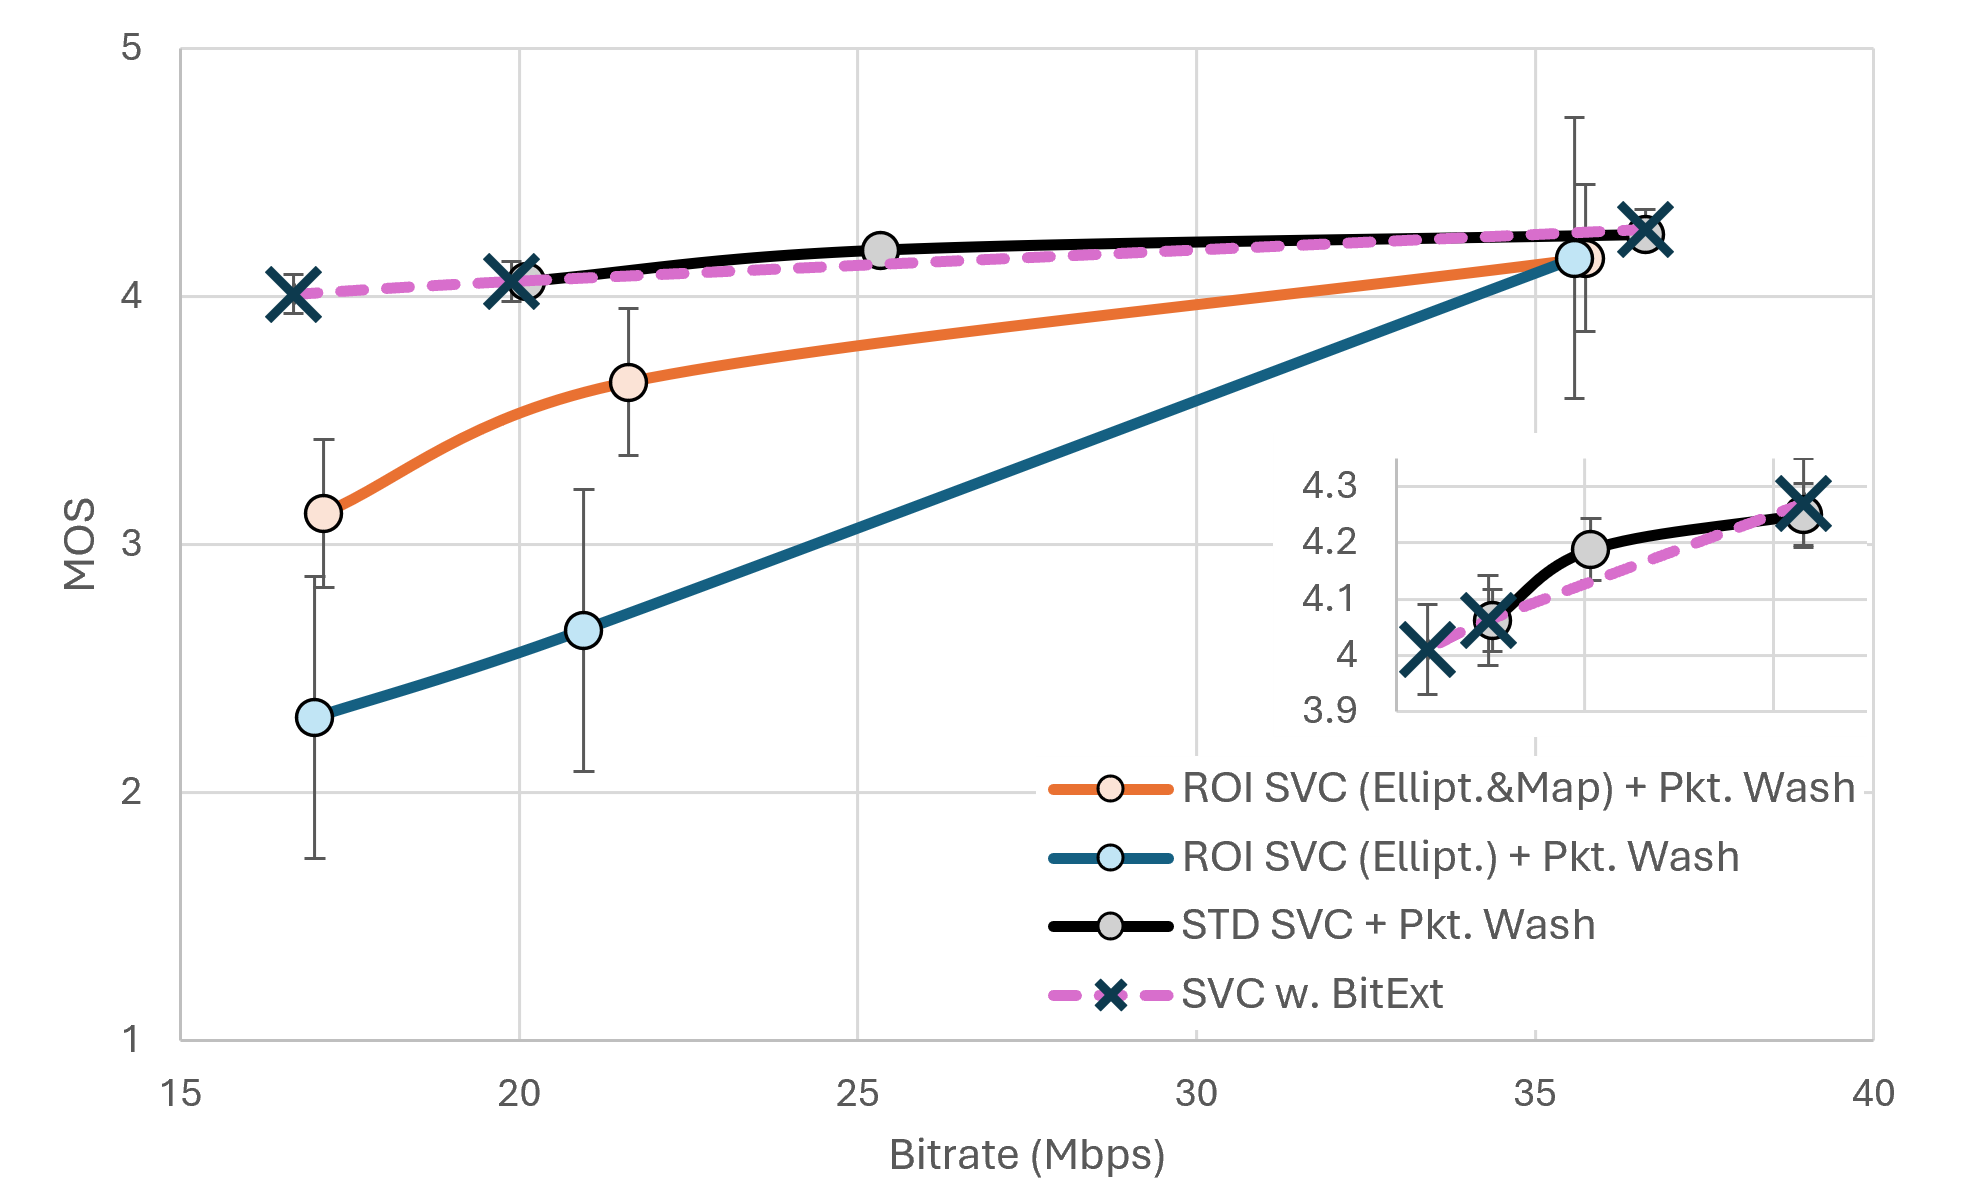 5
4
3
2
1
MOS
15 20 25 30 35 40
Bitrate (Mbps)
4.3
4.2
4.1
4
3.9
ROI SVC (Ellipt.&Map) + Pkt. Wash
ROI SVC (Ellipt.) + Pkt. Wash
STD SVC + Pkt. Wash
SVC w. BitExt